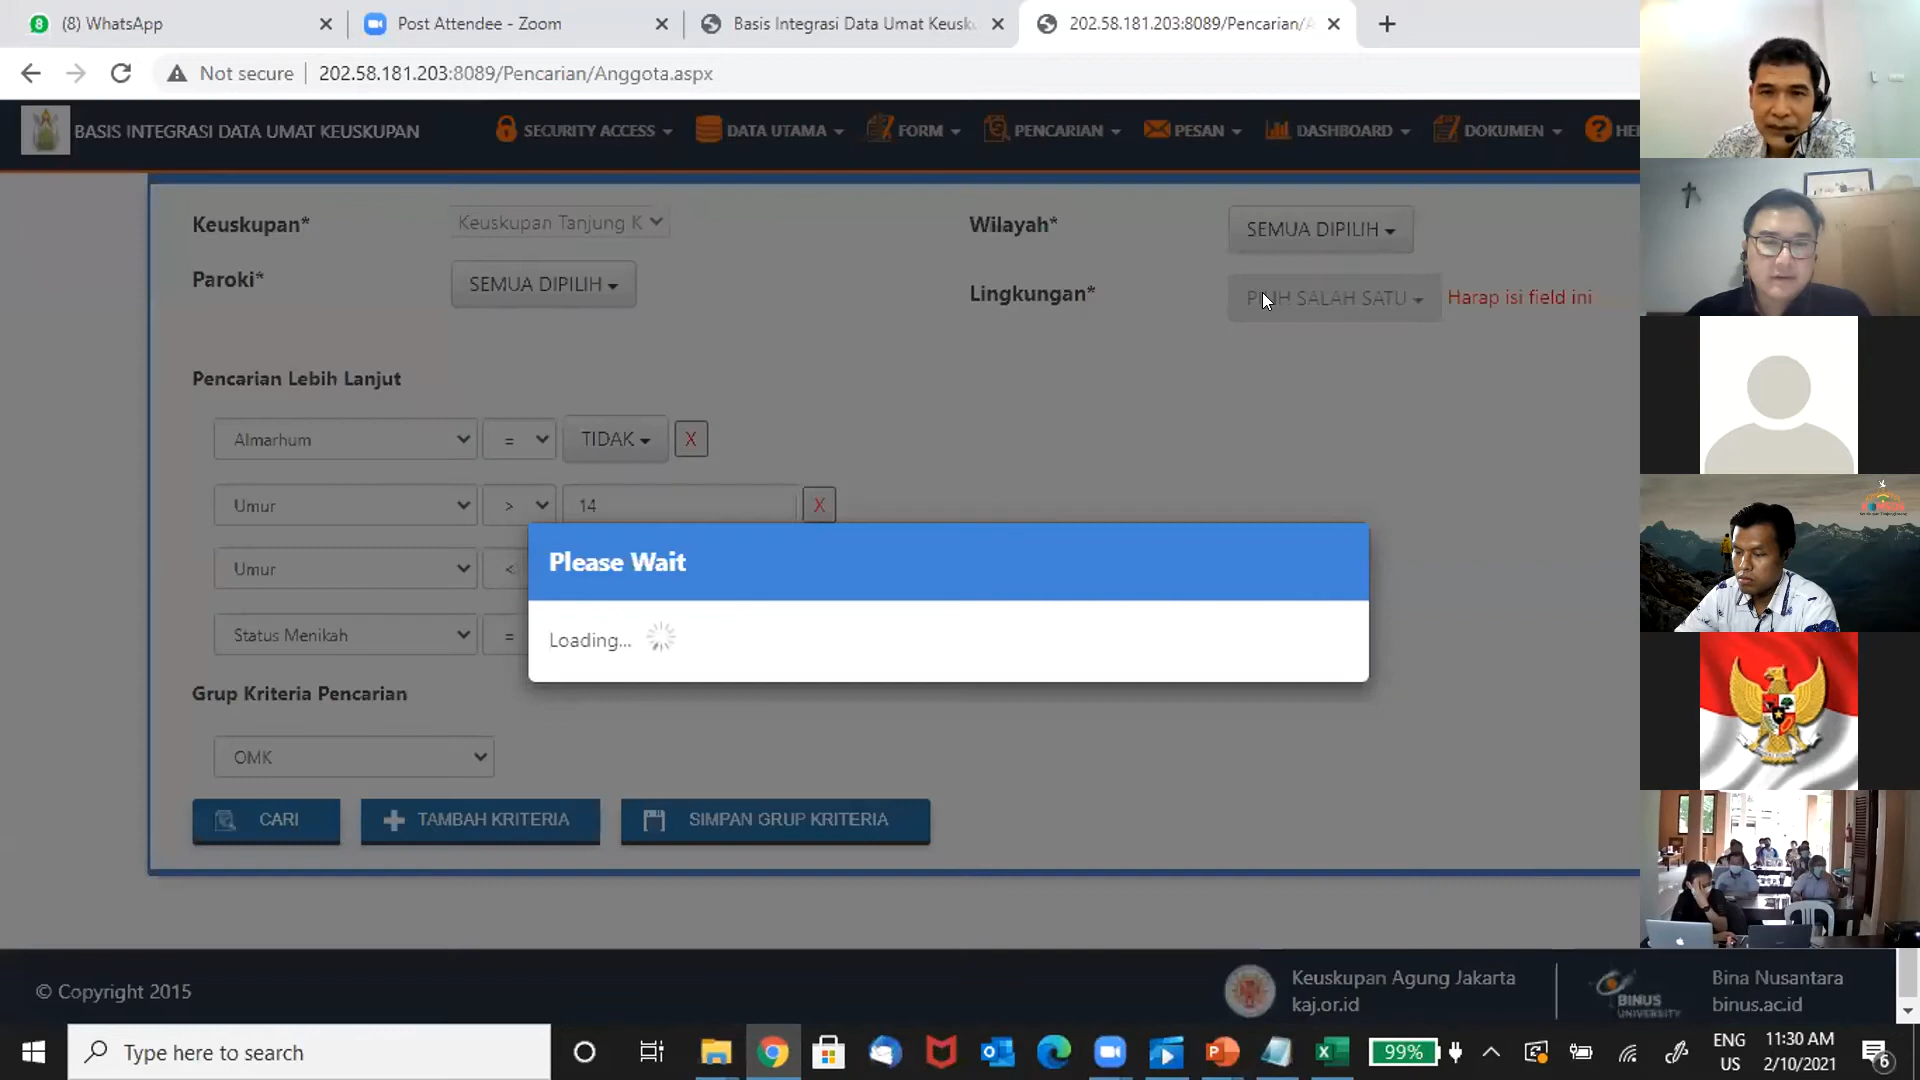 (8) WhatsApp
Post Attendee - Zoom
Basis Integrasi Data Umat Keusk
202.58.181.203:8089/Pencarian/A
Not secure
202.58.181.203:8089/Pencarian/Anggota.aspx
BASIS INTEGRASI DATA UMAT KEUSKUPAN
SECURITY ACCESS
DATA UTAMA
FORM
PENCARIAN
PESAN
DASHBOARD
DOKUMEN
HE
Keuskupan*
Keuskupan Tanjung K
Wilayah*
SEMUA DIPILIH
Paroki*
SEMUA DIPILIH
Lingkungan*
PILIH SALAH SATU
Harap isi field ini
Pencarian Lebih Lanjut
Almarhum
=
TIDAK
X
Umur
>
14
X
Umur
<
Status Menikah
=
Please Wait
Loading...
Grup Kriteria Pencarian
OMK
CARI
TAMBAH KRITERIA
SIMPAN GRUP KRITERIA
© Copyright 2015
Keuskupan Agung Jakarta
kaj.or.id
BINUS
UNIVERSITY
Bina Nusantara
binus.ac.id
Type here to search
99%
ENG
US
11:30 AM
2/10/2021
6